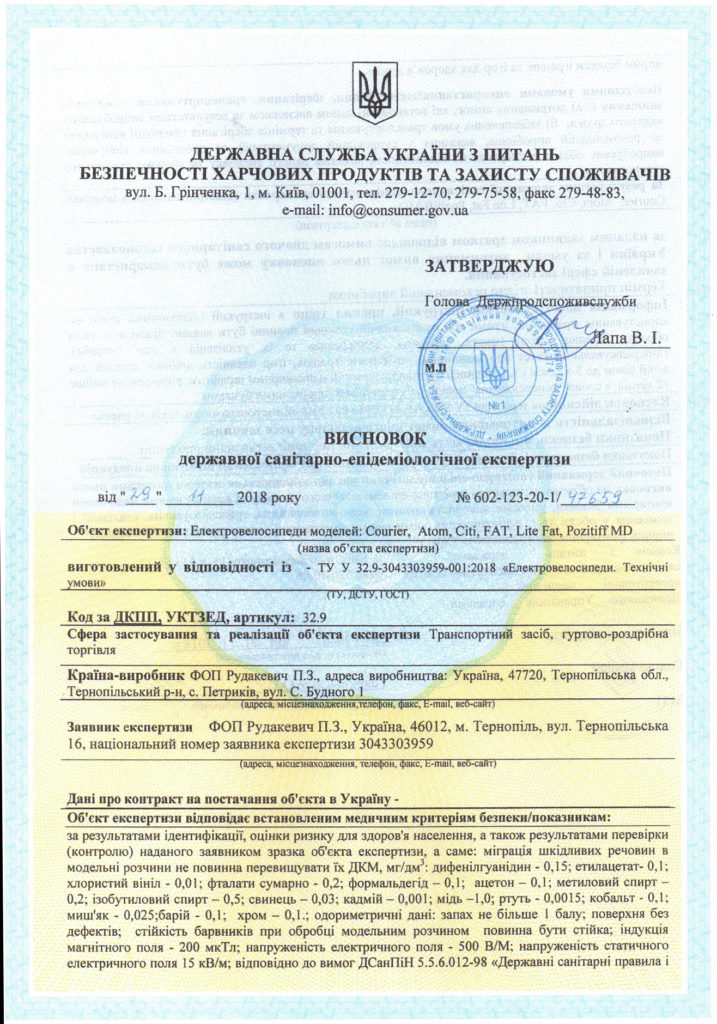 ДЕРЖАВНА СЛУЖБА УКРАЇНИ З ПИТАНЬ
БЕЗПЕЧНОСТІ ХАРЧОВИХ ПРОДУКТІВ ТА ЗАХИСТУ СПОЖИВАЧІВ
вул. Б. Грінченка, 1, м. Київ, 01001, тел. 279-12-70, 279-75-58, факс 279-48-83,
e-mail: info@consumer.gov.ua
ЗАТВЕРДЖУЮ
Голова Держпродспоживслужби
Лапа В. І.
М.П
№1
ВИСНОВОК
державної санітарно-епідеміологічної експертизи
від "29" 11 2018 року № 602-123-20-1/47659
Об'єкт експертизи: Електровелосипеди моделей: Courier, Atom, Citi, FAT, Lite Fat, Pozitiff MD
(назва об'єкта експертизи)
виготовлений у відповідності із - ТУ У 32.9-3043303959-001:2018 «Електровелосипеди. Технічні
умови»
(ТУ, ДСТУ, ГОСТ)
Код за ДКПП, УКТЗЕД, артикул: 32.9
Сфера застосування та реалізації об'єкта експертизи Транспортний засіб, гуртово-роздрібна
торгівля
Країна-виробник ФОП Рудакевич П.З., адреса виробництва: Україна, 47720, Тернопільська обл.,
Тернопільський р-н, с. Петриків, вул. С. Будного 1
(адреса, місцезнаходження,телефон, факс, E-mail, веб-сайт)
Заявник експертизи ФОП Рудакевич П.З., Україна, 46012, м. Тернопіль, вул. Тернопільська
16, національний номер заявника експертизи 3043303959
(адреса, місцезнаходження, телефон, факс, E-mail, веб-сайт)
Дані про контракт на постачання об'єкта в Україну -
Об'єкт експертизи відповідає встановленим медичним критеріям безпеки/показникам:
за результатами ідентифікації, оцінки ризику для здоров'я населення, а також результатами перевірки
(контролю) наданого заявником зразка об'єкта експертизи, а саме: міграція шкідливих речовин в
модельні розчини не повинна перевищувати їх ДКМ, мг/дм³: дифенілгуанідин - 0,15; етилацетат- 0,1;
хлористий вініл - 0,01; фталати сумарно - 0,2; формальдегід – 0,1; ацетон – 0,1; метиловий спирт –
0,2; ізобутиловий спирт – 0,5; свинець – 0,03; кадмій – 0,001; мідь –1,0; ртуть - 0,0015; кобальт - 0,1;
миш'як - 0,025;барій - 0,1; хром – 0,1.; одориметричні дані: запах не більше 1 балу; поверхня без
дефектів; стійкість барвників при обробці модельним розчином повинна бути стійка; індукція
магнітного поля - 200 мкТл; напруженість електричного поля - 500 В/М; напруженість статичного
електричного поля 15 кВ/м; відповідно до вимог ДСанПіН 5.5.6.012-98 «Державні санітарні правила і